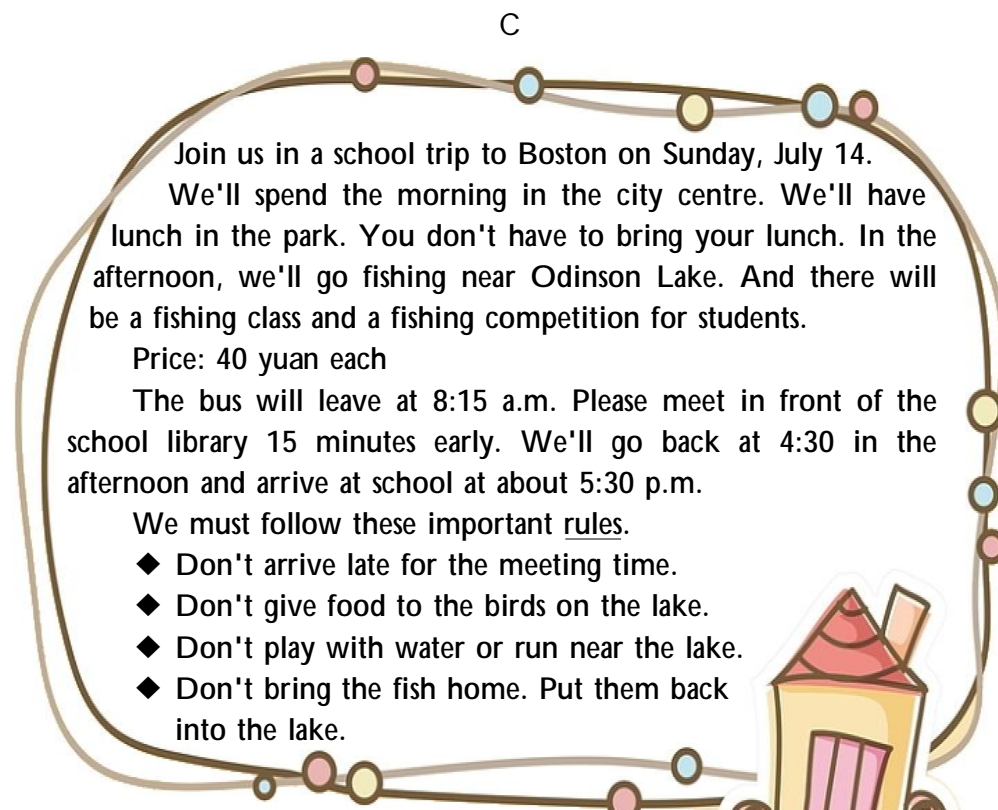 C
Join us in a school trip to Boston on Sunday, July 14.
We'll spend the morning in the city centre. We'll have
lunch in the park. You don't have to bring your lunch. In the
afternoon, we'll go fishing near Odinson Lake. And there will
be a fishing class and a fishing competition for students.
Price: 40 yuan each
The bus will leave at 8:15 a.m. Please meet in front of the
school library 15 minutes early. We'll go back at 4:30 in the
afternoon and arrive at school at about 5:30 p.m.
We must follow these important rules.
◆ Don't arrive late for the meeting time.
◆ Don't give food to the birds on the lake.
◆ Don't play with water or run near the lake.
◆ Don't bring the fish home. Put them back
into the lake.